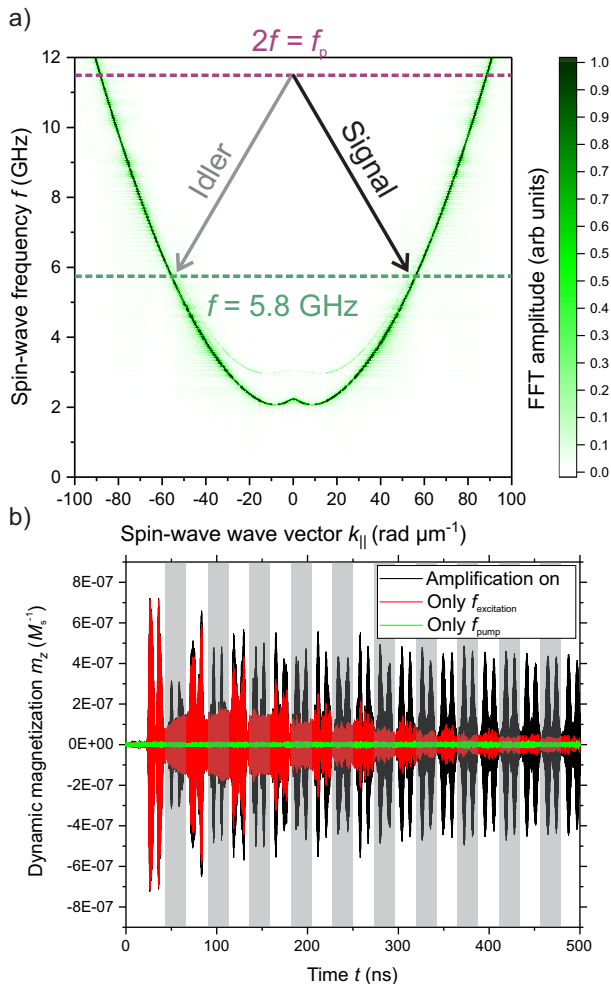 a)
2f = fp
Idler
Signal
f = 5.8 GHz
12
10
8
6
4
2
0
Spin-wave frequency f (GHz)
-100 -80 -60 -40 -20 0 20 40 60 80 100
Spin-wave wave vector k|| (rad µm⁻¹)
1.0
0.9
0.8
0.7
0.6
0.5
0.4
0.4
0.3
0.2
0.1
0.0
FFT amplitude (arb units)
b)
Amplification on
Only fexcitation
Only fpump
8E-07
6E-07
4E-07
2E-07
0E+00
-2E-07
-4E-07
-6E-07
-8E-07
Dynamic magnetization mz (Ms⁻¹)
0 100 200 300 400 500
Time t (ns)